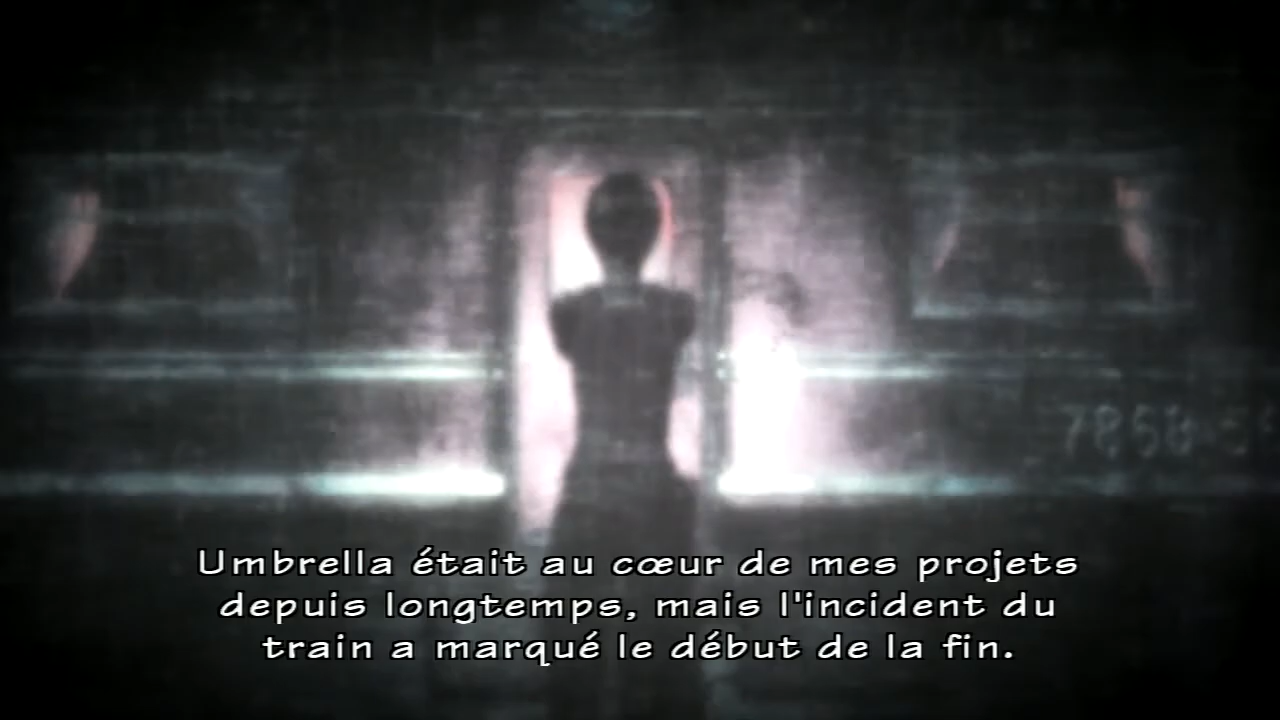 Umbrella était au cœur de mes projets
depuis longtemps, mais l'incident du
train a marqué le début de la fin.